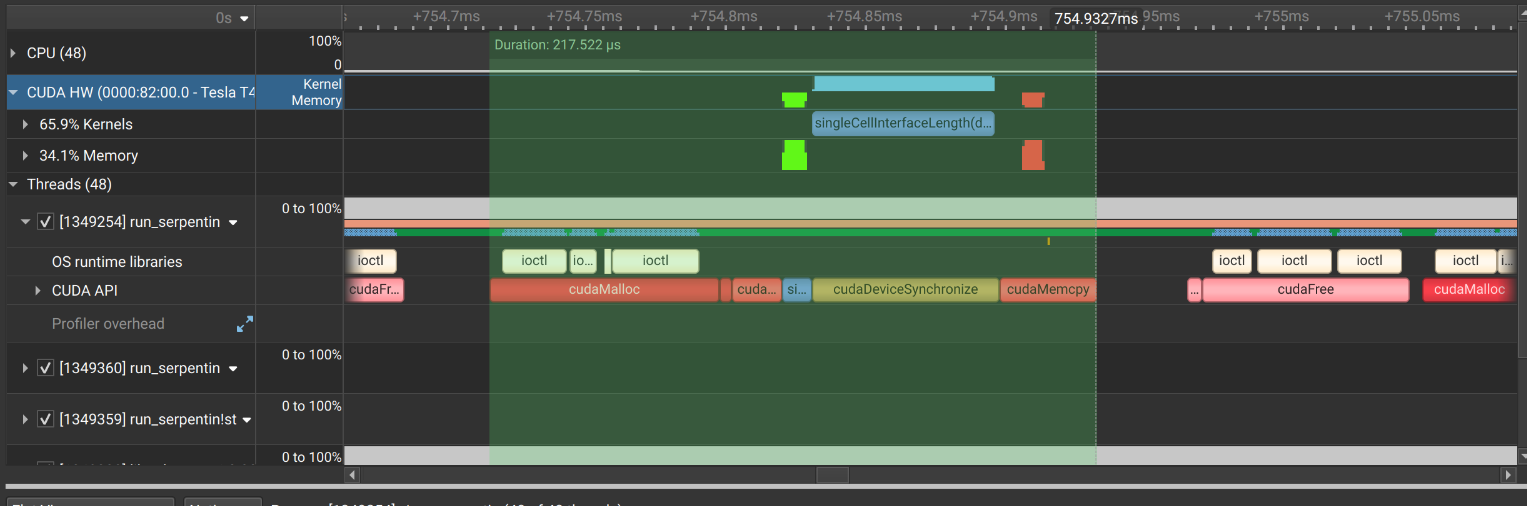 0s
+754.7ms +754.75ms +754.8ms +754.85ms +754.9ms 754.9327ms 95ms +755ms +755.05ms
CPU (48)
100%
0
Duration: 217.522 µs
CUDA HW (0000:82:00.0 - Tesla T4
Kernel
Memory
65.9% Kernels
singleCellInterfaceLength(d...
34.1% Memory
Threads (48)
0 to 100%
[1349254] run_serpentin
OS runtime libraries
ioctl ioctl io... ioctl ioctl ioctl ioctl ioctl i...
CUDA API
cudaFr... cudaMalloc cuda... si... cudaDeviceSynchronize cudaMemcpy ... cudaFree cudaMalloc
Profiler overhead
0 to 100%
[1349360] run_serpentin
0 to 100%
[1349359] run_serpentin!st
0 to 100%